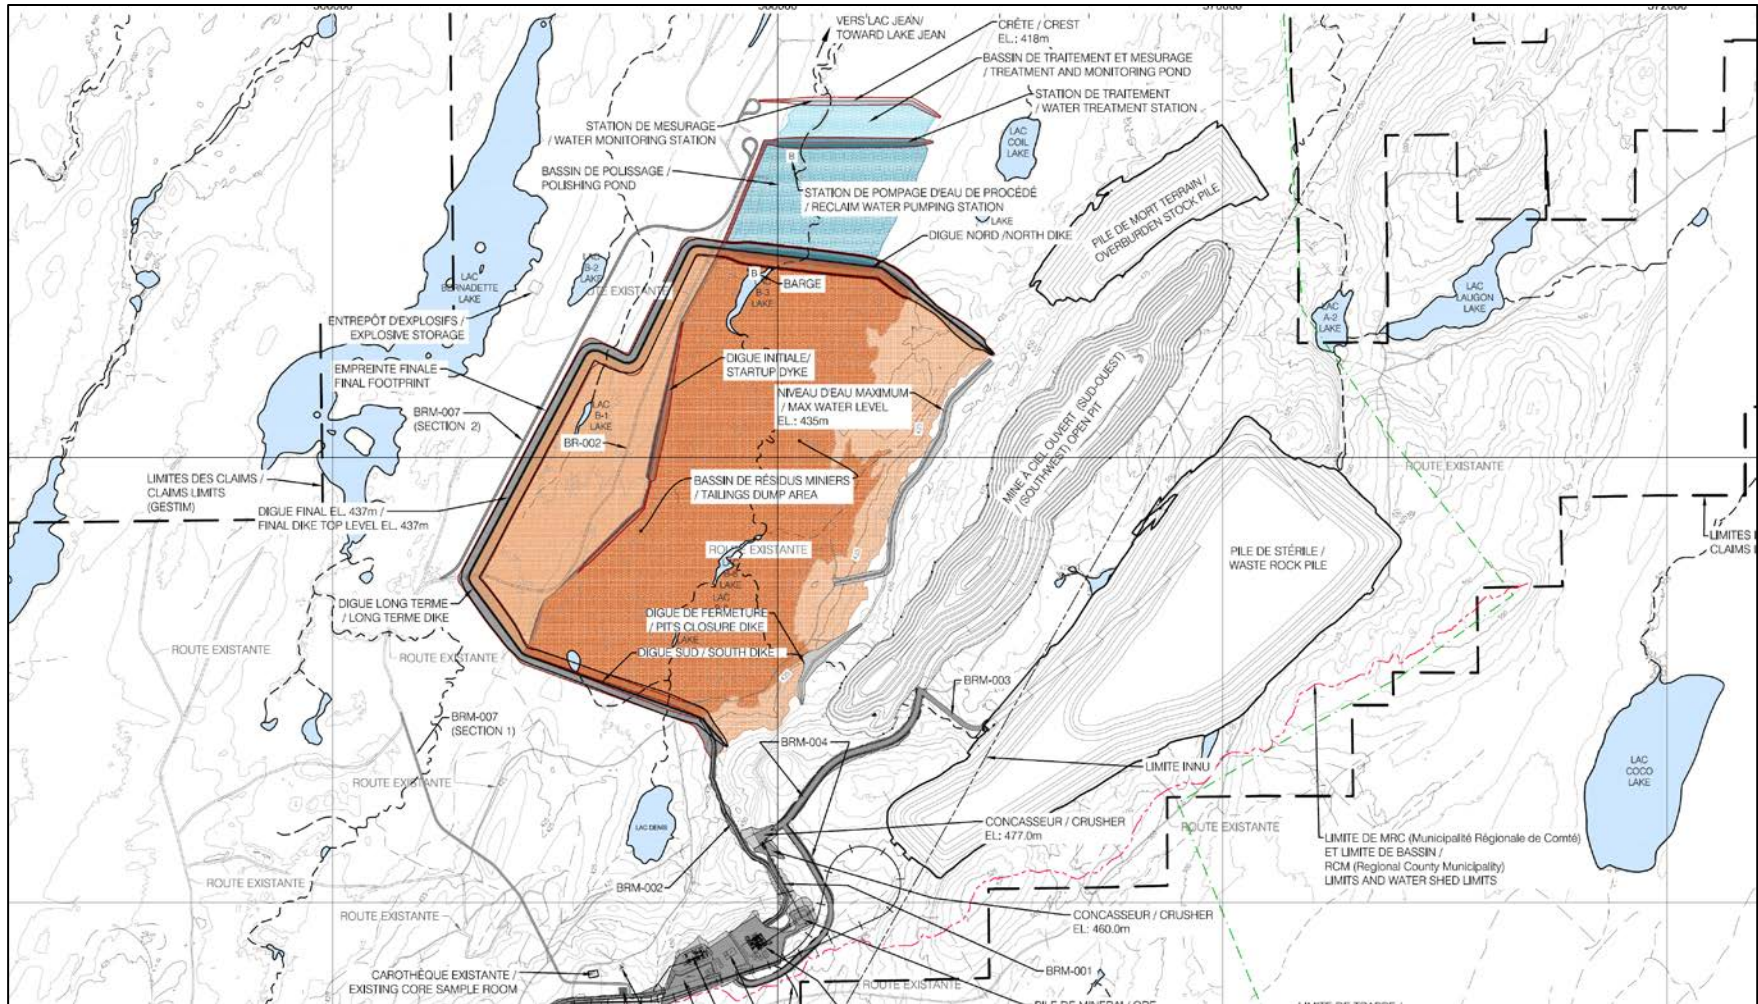 VERS LAC JEAN/
TOWARD LAKE JEAN
CRÊTE / CREST
EL.: 418m
BASSIN DE TRAITEMENT ET MESURAGE
/ TREATMENT AND MONITORING POND
STATION DE TRAITEMENT
/ WATER TREATMENT STATION
STATION DE MESURAGE
/ WATER MONITORING STATION
LAC
COIL
LAKE
B
BASSIN DE POLISSAGE /
POLISHING POND
STATION DE POMPAGE D'EAU DE PROCÉDÉ
/ RECLAIM WATER PUMPING STATION
LAKE
DIGUE NORD /NORTH DIKE
PILE DE MORT TERRAIN /
OVERBURDEN STOCK PILE
LAC
B-2
LAKE
LAC
BERNADETTE
LAKE
B
BARGE
B-3
LAKE
ROUTE EXISTANTE
LAC
LAUGON
LAKE
LAC
A-2
LAKE
ENTREPÔT D'EXPLOSIFS /
EXPLOSIVE STORAGE
EMPREINTE FINALE
FINAL FOOTPRINT
DIGUE INITIALE/
STARTUP DYKE
NIVEAU D'EAU MAXIMUM
/ MAX WATER LEVEL
EL.: 435m
BRM-007
(SECTION 2)
LAC
B-1
LAKE
BR-002
MINE À CIEL OUVERT (SUD-OUEST)
/ (SOUTHWEST) OPEN PIT
ROUTE EXISTANTE
LIMITES DES CLAIMS /
CLAIMS LIMITS
(GESTIM)
BASSIN DE RÉSIDUS MINIERS
/ TAILINGS DUMP AREA
DIGUE FINAL EL. 437m /
FINAL DIKE TOP LEVEL EL. 437m
LIMITES
CLAIMS
ROUTE EXISTANTE
LAKE
LAC
PILE DE STÉRILE /
WASTE ROCK PILE
DIGUE LONG TERME
/ LONG TERME DIKE
DIGUE DE FERMETURE
/ PITS CLOSURE DIKE
LAKE
DIGUE SUD / SOUTH DIKE
ROUTE EXISTANTE
ROUTE EXISTANTE
BRM-003
BRM-007
(SECTION 1)
BRM-004
LIMITE INNU
LAC
COCO
LAKE
ROUTE EXISTANTE
LAC DENIS
CONCASSEUR / CRUSHER
EL: 477.0m
ROUTE EXISTANTE
LIMITE DE MRC (Municipalité Régionale de Comté)
ET LIMITE DE BASSIN /
RCM (Regional County Municipality)
LIMITS AND WATER SHED LIMITS
ROUTE EXISTANTE
BRM-002
ROUTE EXISTANTE
CONCASSEUR / CRUSHER
EL: 460.0m
CAROTHÈQUE EXISTANTE /
EXISTING CORE SAMPLE ROOM
BRM-001
ROUTE EXISTANTE